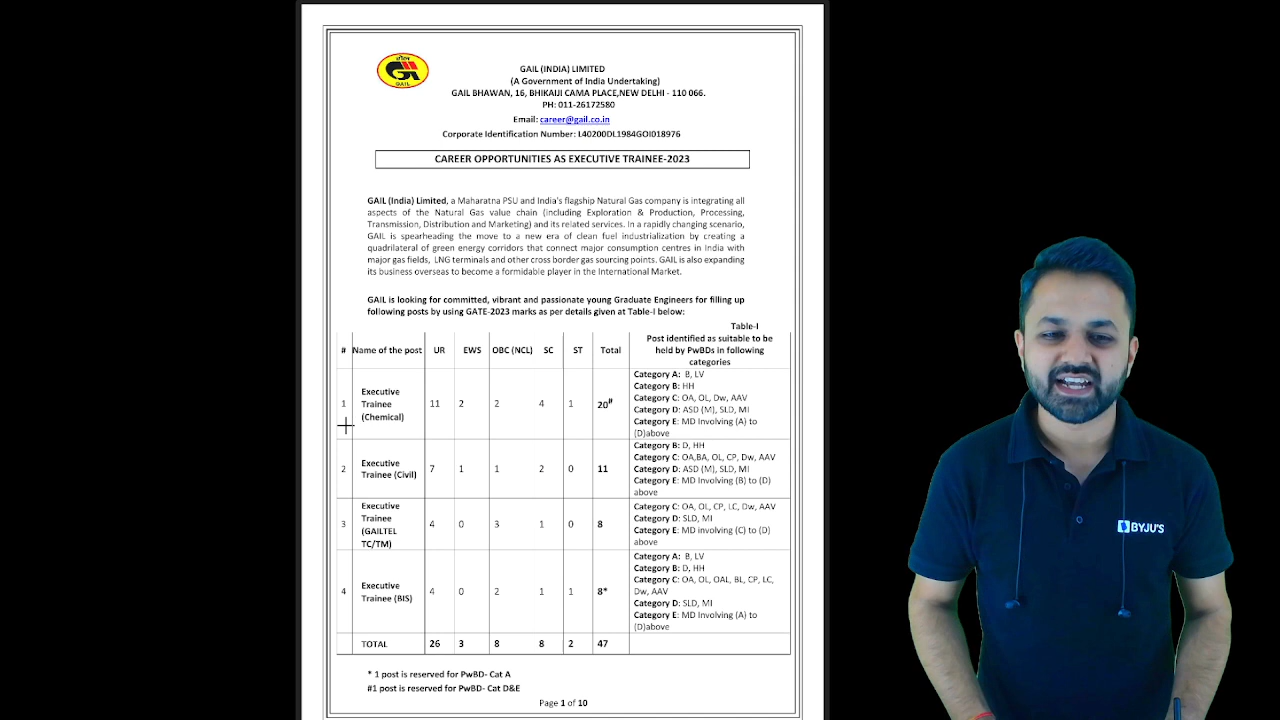 GAIL
GAIL (INDIA) LIMITED
(A Government of India Undertaking)
GAIL BHAWAN, 16, BHIKAIJI CAMA PLACE,NEW DELHI - 110 066.
PH: 011-26172580
Email: career@gail.co.in
Corporate Identification Number: L40200DL1984GOI018976
CAREER OPPORTUNITIES AS EXECUTIVE TRAINEE-2023
GAIL (India) Limited, a Maharatna PSU and India's flagship Natural Gas company is integrating all
aspects of the Natural Gas value chain (including Exploration & Production, Processing,
Transmission, Distribution and Marketing) and its related services. In a rapidly changing scenario,
GAIL is spearheading the move to a new era of clean fuel industrialization by creating a
quadrilateral of green energy corridors that connect major consumption centres in India with
major gas fields, LNG terminals and other cross border gas sourcing points. GAIL is also expanding
its business overseas to become a formidable player in the International Market.
GAIL is looking for committed, vibrant and passionate young Graduate Engineers for filling up
following posts by using GATE-2023 marks as per details given at Table-I below:
Table-I
# Name of the post UR EWS OBC (NCL) SC ST Total
Post identified as suitable to be
held by PwBDs in following
categories
1
Executive
Trainee
(Chemical)
11 2 2 4 1 20#
Category A: B, LV
Category B: HH
Category C: OA, OL, Dw, AAV
Category D: ASD (M), SLD, MI
Category E: MD Involving (A) to
(D)above
2
Executive
Trainee (Civil)
7 1 1 2 0 11
Category B: D, HH
Category C: OA,BA, OL, CP, Dw, AAV
Category D: ASD (M), SLD, MI
Category E: MD Involving (B) to (D)
above
3
Executive
Trainee
(GAILTEL
TC/TM)
4 0 3 1 0 8
Category C: OA, OL, CP, LC, Dw, AAV
Category D: SLD, MI
Category E: MD involving (C) to (D)
above
4
Executive
Trainee (BIS)
4 0 2 1 1 8*
Category A: B, LV
Category B: D, HH
Category C: OA, OL, OAL, BL, CP, LC,
Dw, AAV
Category D: SLD, MI
Category E: MD Involving (A) to
(D)above
TOTAL 26 3 8 8 2 47
* 1 post is reserved for PwBD- Cat A
#1 post is reserved for PwBD- Cat D&E
Page 1 of 10
BYJU'S